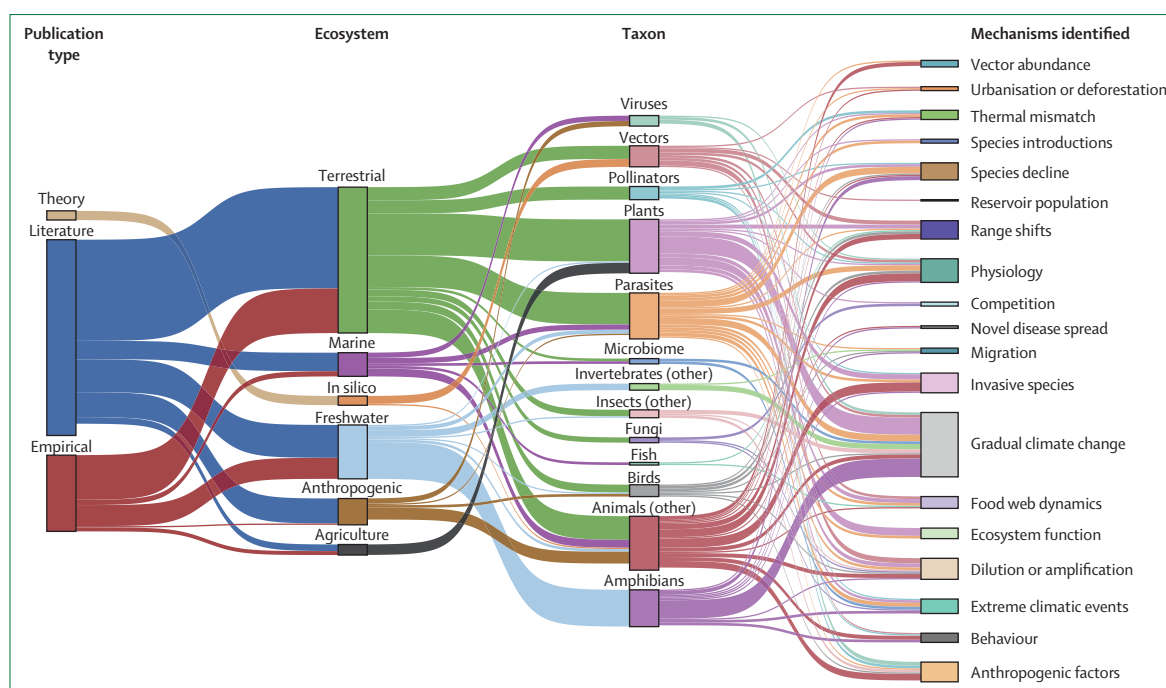 Publication
type
Ecosystem
Taxon
Mechanisms identified
Theory
Literature
Empirical
Terrestrial
Marine
In silico
Freshwater
Anthropogenic
Agriculture
Viruses
Vectors
Pollinators
Plants
Parasites
Microbiome
Invertebrates (other)
Insects (other)
Fungi
Fish
Birds
Animals (other)
Amphibians
Vector abundance
Urbanisation or deforestation
Thermal mismatch
Species introductions
Species decline
Reservoir population
Range shifts
Physiology
Competition
Novel disease spread
Migration
Invasive species
Gradual climate change
Food web dynamics
Ecosystem function
Dilution or amplification
Extreme climatic events
Behaviour
Anthropogenic factors